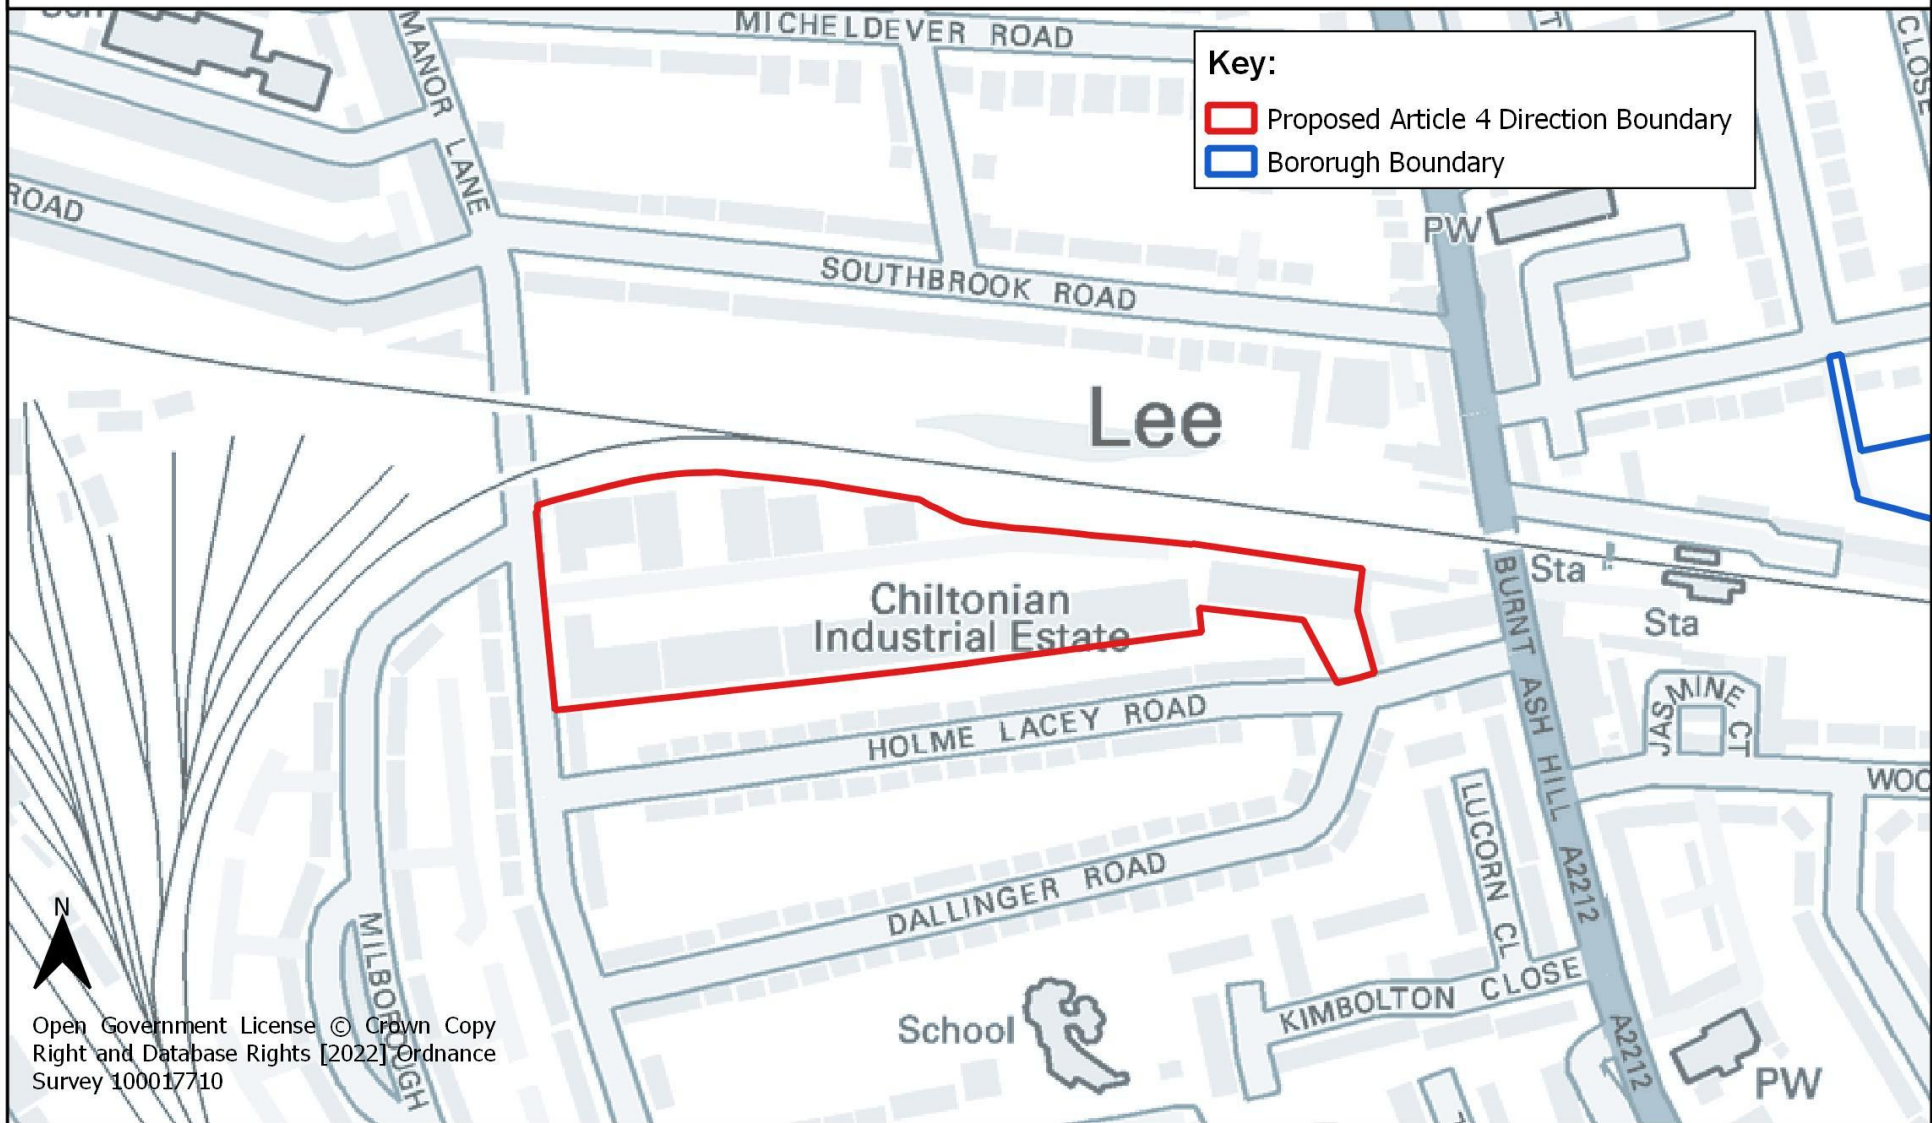 MICHELDEVER ROAD
MANOR LANE
CLOSE
Key:
Proposed Article 4 Direction Boundary
Bororugh Boundary
ROAD
PW
SOUTHBROOK ROAD
Lee
Sta
Sta
Chiltonian
Industrial Estate
BURNT ASH HILL A2212
JASMINE CT
HOLME LACEY ROAD
WOO
LUCORN CL
DALLINGER ROAD
N
MILBOROUGH
KIMBOLTON CLOSE
School
A2212
PW
Open Government License © Crown Copy
Right and Database Rights [2022] Ordnance
Survey 100017710